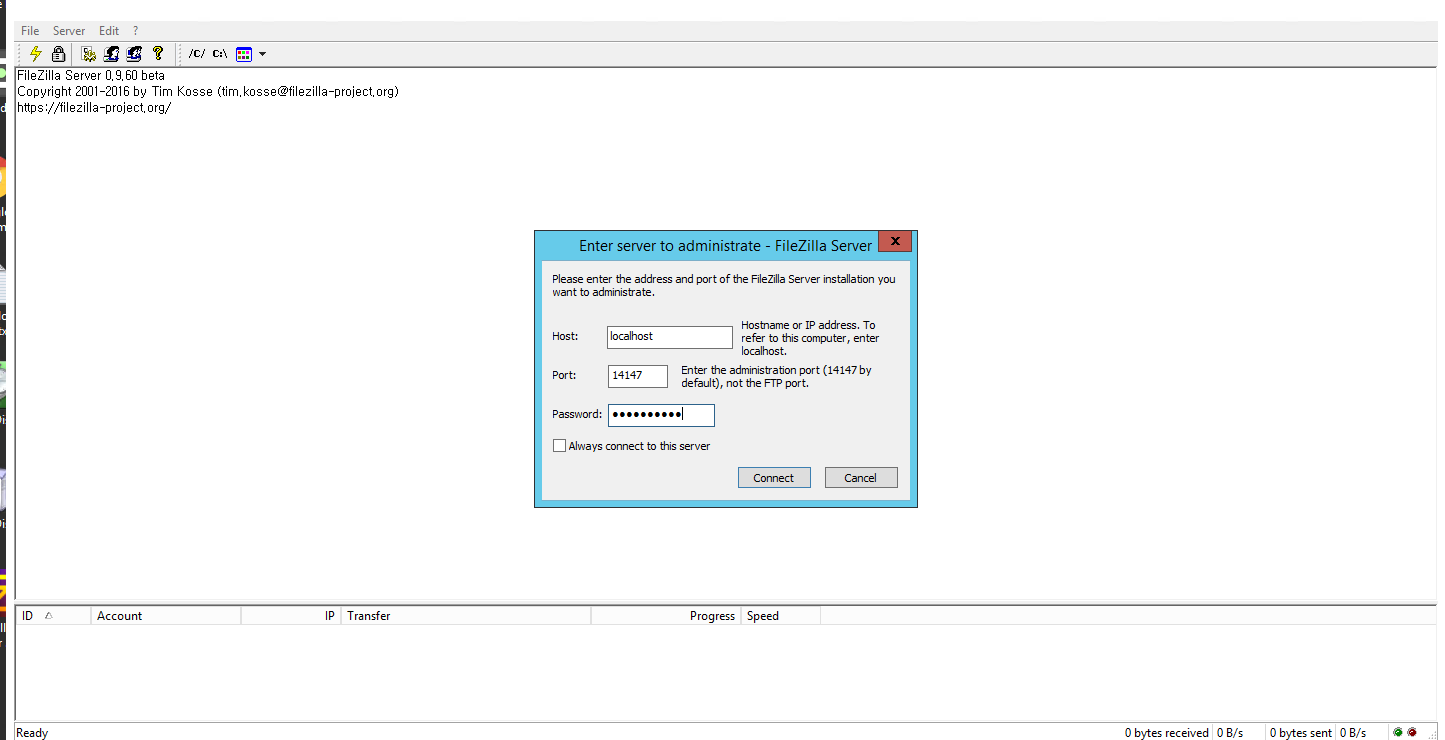 File Server Edit ?
/C/ C:\
FileZilla Server 0,9,60 beta
Copyright 2001-2016 by Tim Kosse (tim,kosse@filezilla-project,org)
https://filezilla-project,org/
Enter server to administrate - FileZilla Server
Please enter the address and port of the FileZilla Server installation you
want to administrate.
Host:
localhost
Hostname or IP address. To
refer to this computer, enter
localhost.
Port:
14147
Enter the administration port (14147 by
default), not the FTP port.
Password:
••••••••••
Always connect to this server
Connect
Cancel
ID Account IP Transfer Progress Speed
Ready
0 bytes received 0 B/s 0 bytes sent 0 B/s